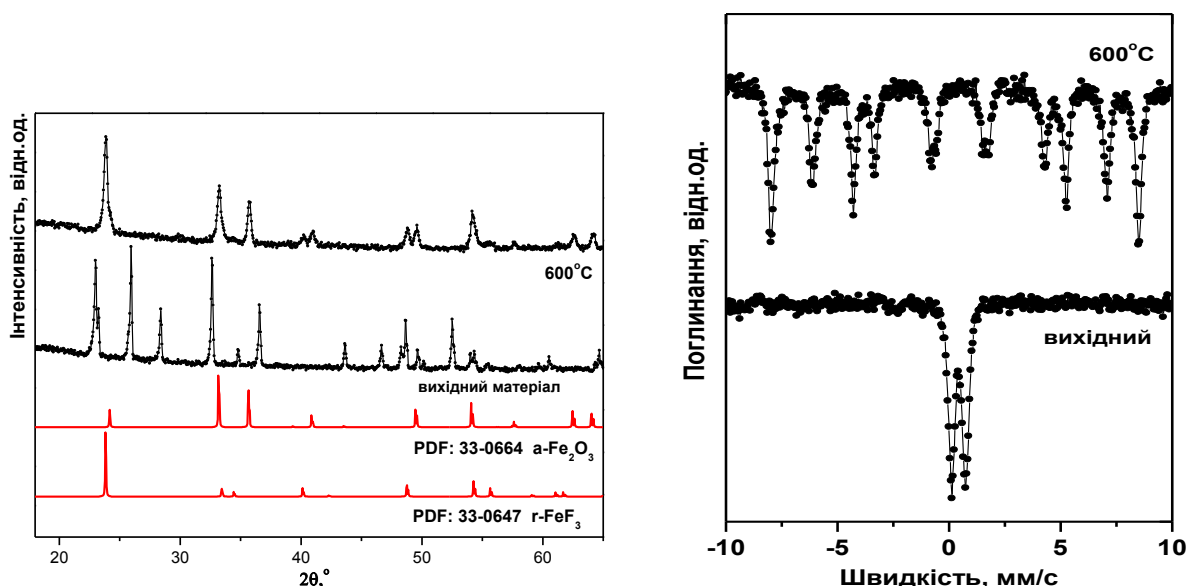 Інтенсивність, відн.од.
600°C
вихідний матеріал
PDF: 33-0664 a-Fe₂O₃
PDF: 33-0647 r-FeF₃
20 30 40 50 60
2θ,°
Поглинання, відн.од.
600°C
вихідний
-10 -5 0 5 10
Швидкість, мм/с